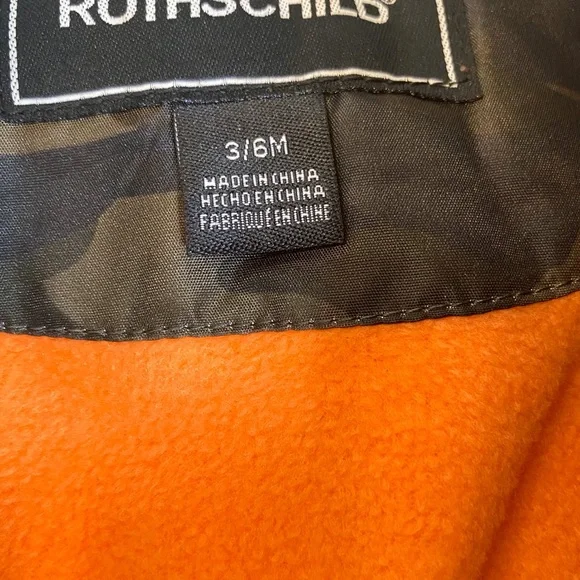 ROTHSCHILD®
3/6M
MADE IN CHINA
HECHO EN CHINA
FABRIQUÉ EN CHINE